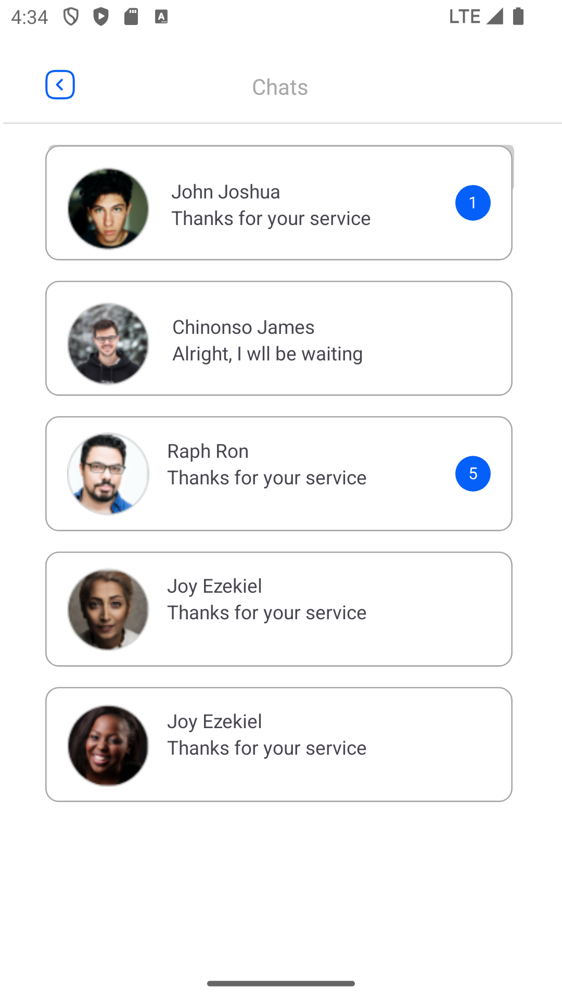 4:34 A LTE
Chats
John Joshua
Thanks for your service
1
Chinonso James
Alright, I wll be waiting
Raph Ron
Thanks for your service
5
Joy Ezekiel
Thanks for your service
Joy Ezekiel
Thanks for your service